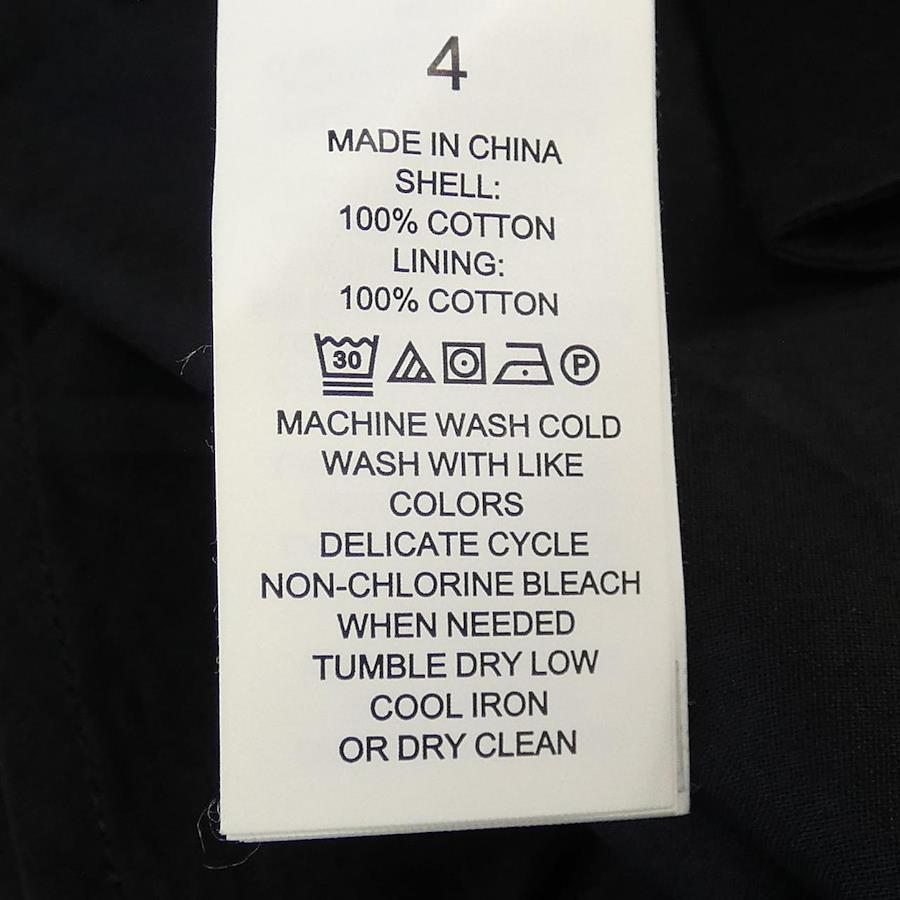 4
MADE IN CHINA
SHELL:
100% COTTON
LINING:
100% COTTON
30 P
MACHINE WASH COLD
WASH WITH LIKE
COLORS
DELICATE CYCLE
NON-CHLORINE BLEACH
WHEN NEEDED
TUMBLE DRY LOW
COOL IRON
OR DRY CLEAN